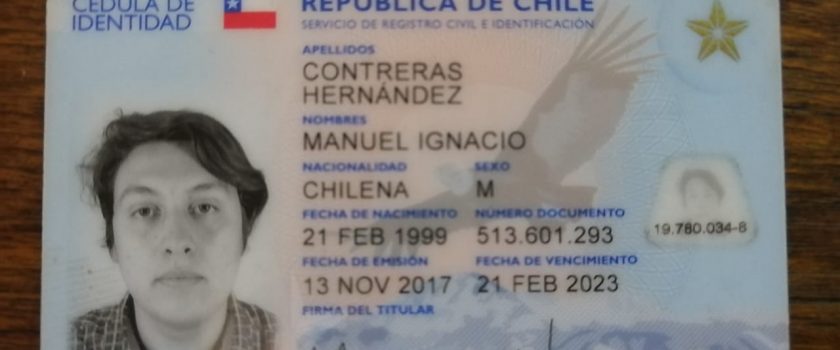 CÉDULA DE
IDENTIDAD
REPÚBLICA DE CHILE
SERVICIO DE REGISTRO CIVIL E IDENTIFICACIÓN
APELLIDOS
CONTRERAS
HERNÁNDEZ
NOMBRES
MANUEL IGNACIO
NACIONALIDAD SEXO
CHILENA M
FECHA DE NACIMIENTO NÚMERO DOCUMENTO
21 FEB 1999 513.601.293
19.780.034-8
FECHA DE EMISIÓN FECHA DE VENCIMIENTO
13 NOV 2017 21 FEB 2023
FIRMA DEL TITULAR